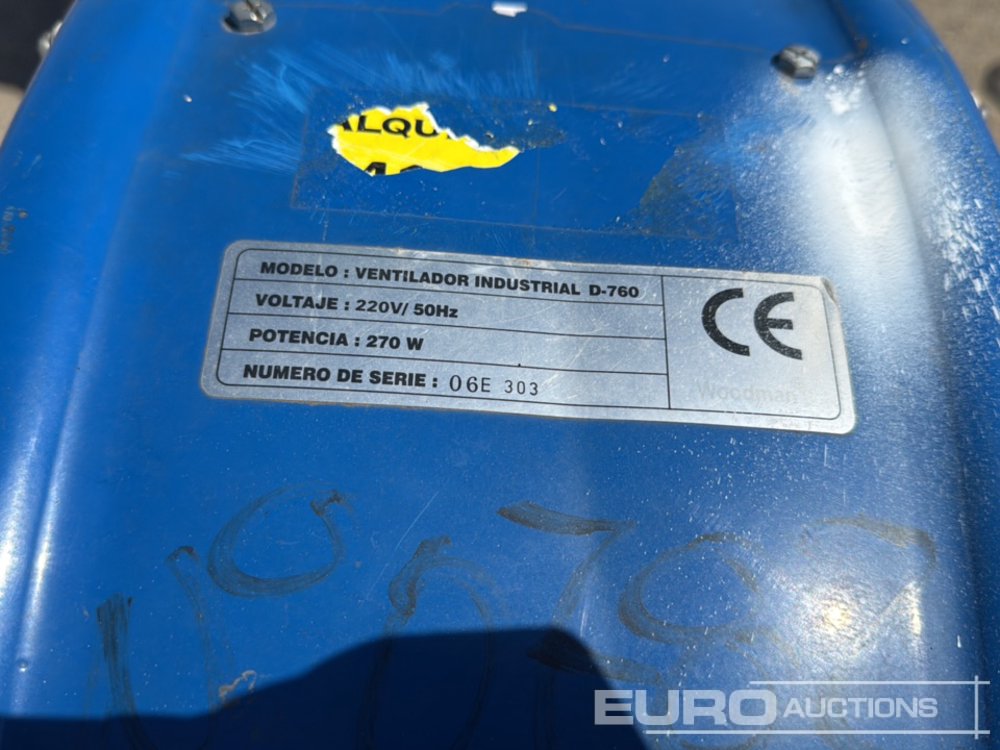 ALQU
MODELO : VENTILADOR INDUSTRIAL D-760
VOLTAJE : 220V/ 50Hz
POTENCIA : 270 W
NUMERO DE SERIE : 06E 303
CE
Woodman
EURO AUCTIONS